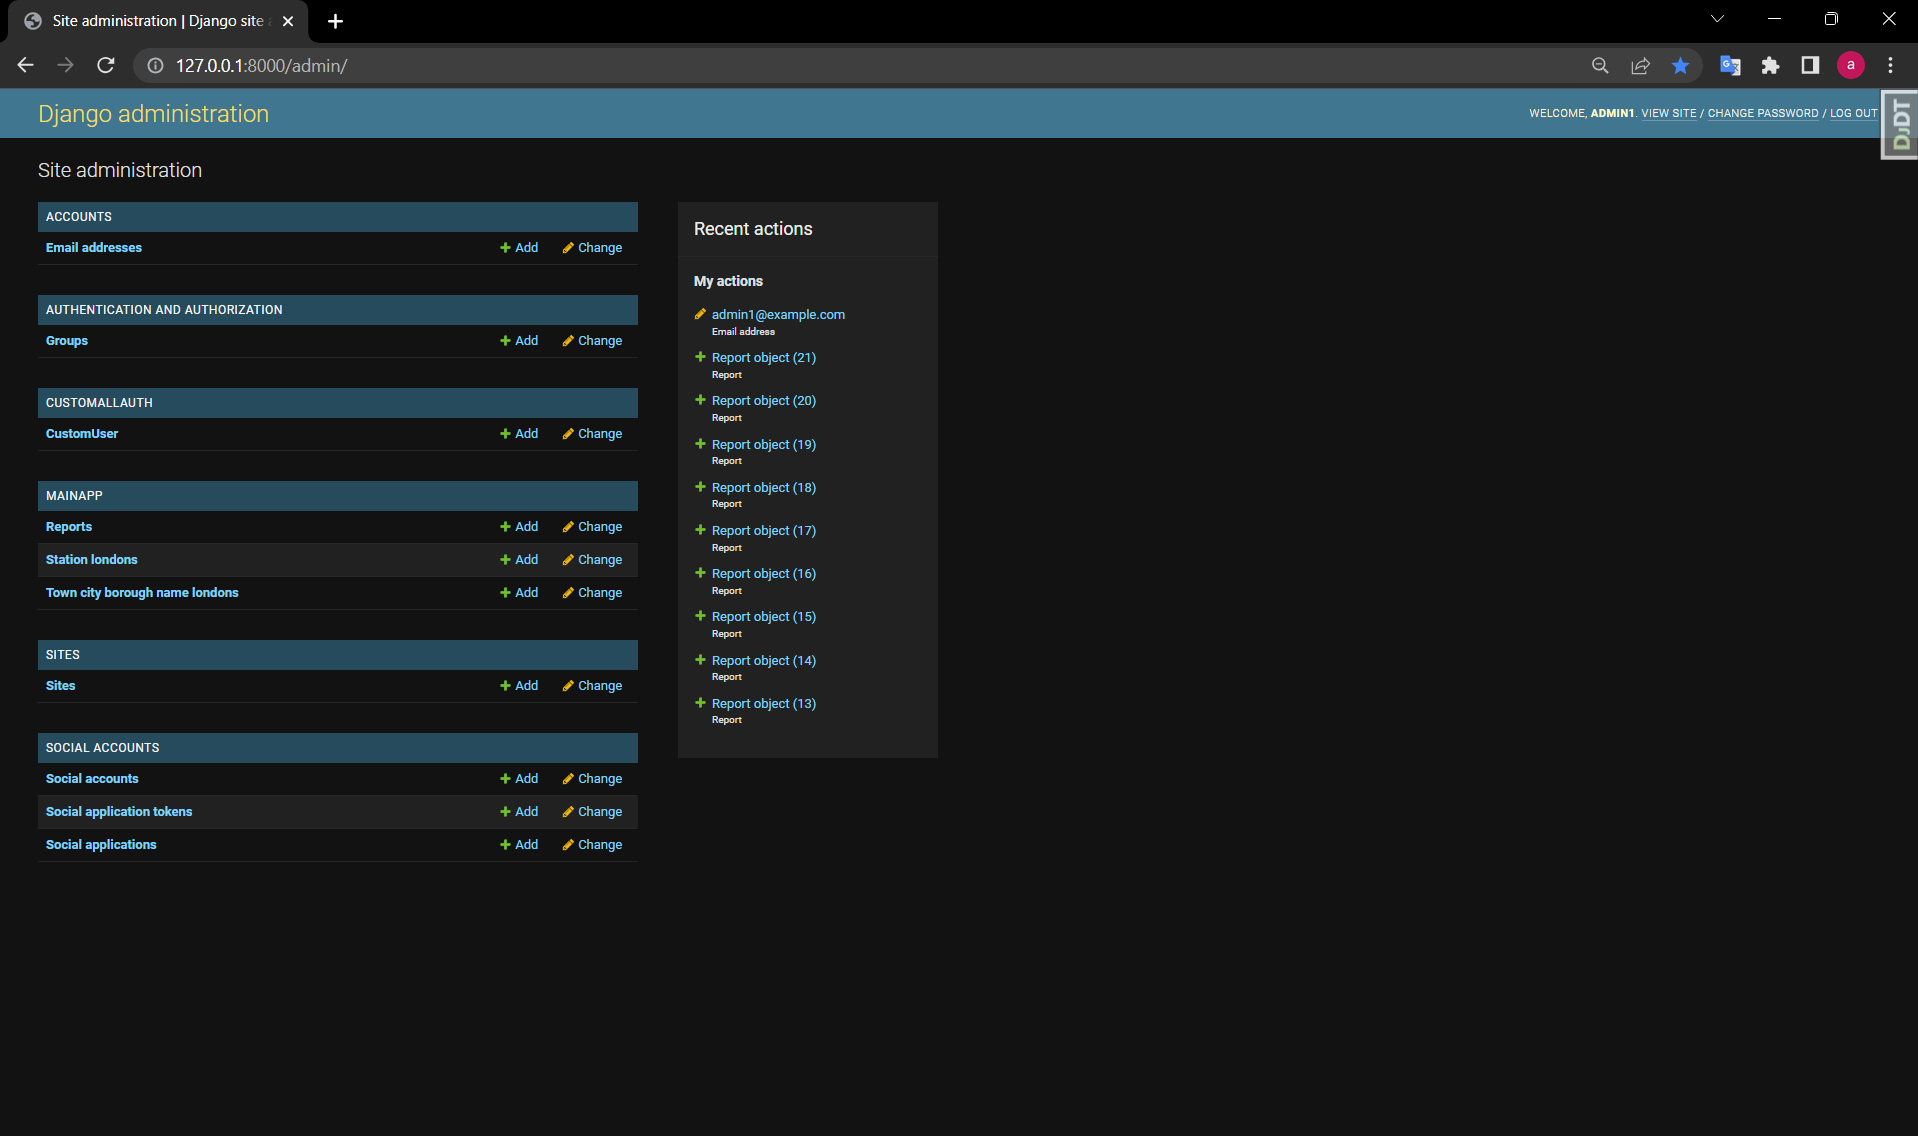 Site administration | Django site
127.0.0.1:8000/admin/
a
Django administration
WELCOME, ADMIN1. VIEW SITE / CHANGE PASSWORD / LOG OUT
DJDT
Site administration
ACCOUNTS
Email addresses Add Change
AUTHENTICATION AND AUTHORIZATION
Groups Add Change
CUSTOMALLAUTH
CustomUser Add Change
MAINAPP
Reports Add Change
Station londons Add Change
Town city borough name londons Add Change
SITES
Sites Add Change
SOCIAL ACCOUNTS
Social accounts Add Change
Social application tokens Add Change
Social applications Add Change
Recent actions
My actions
admin1@example.com
Email address
Report object (21)
Report
Report object (20)
Report
Report object (19)
Report
Report object (18)
Report
Report object (17)
Report
Report object (16)
Report
Report object (15)
Report
Report object (14)
Report
Report object (13)
Report